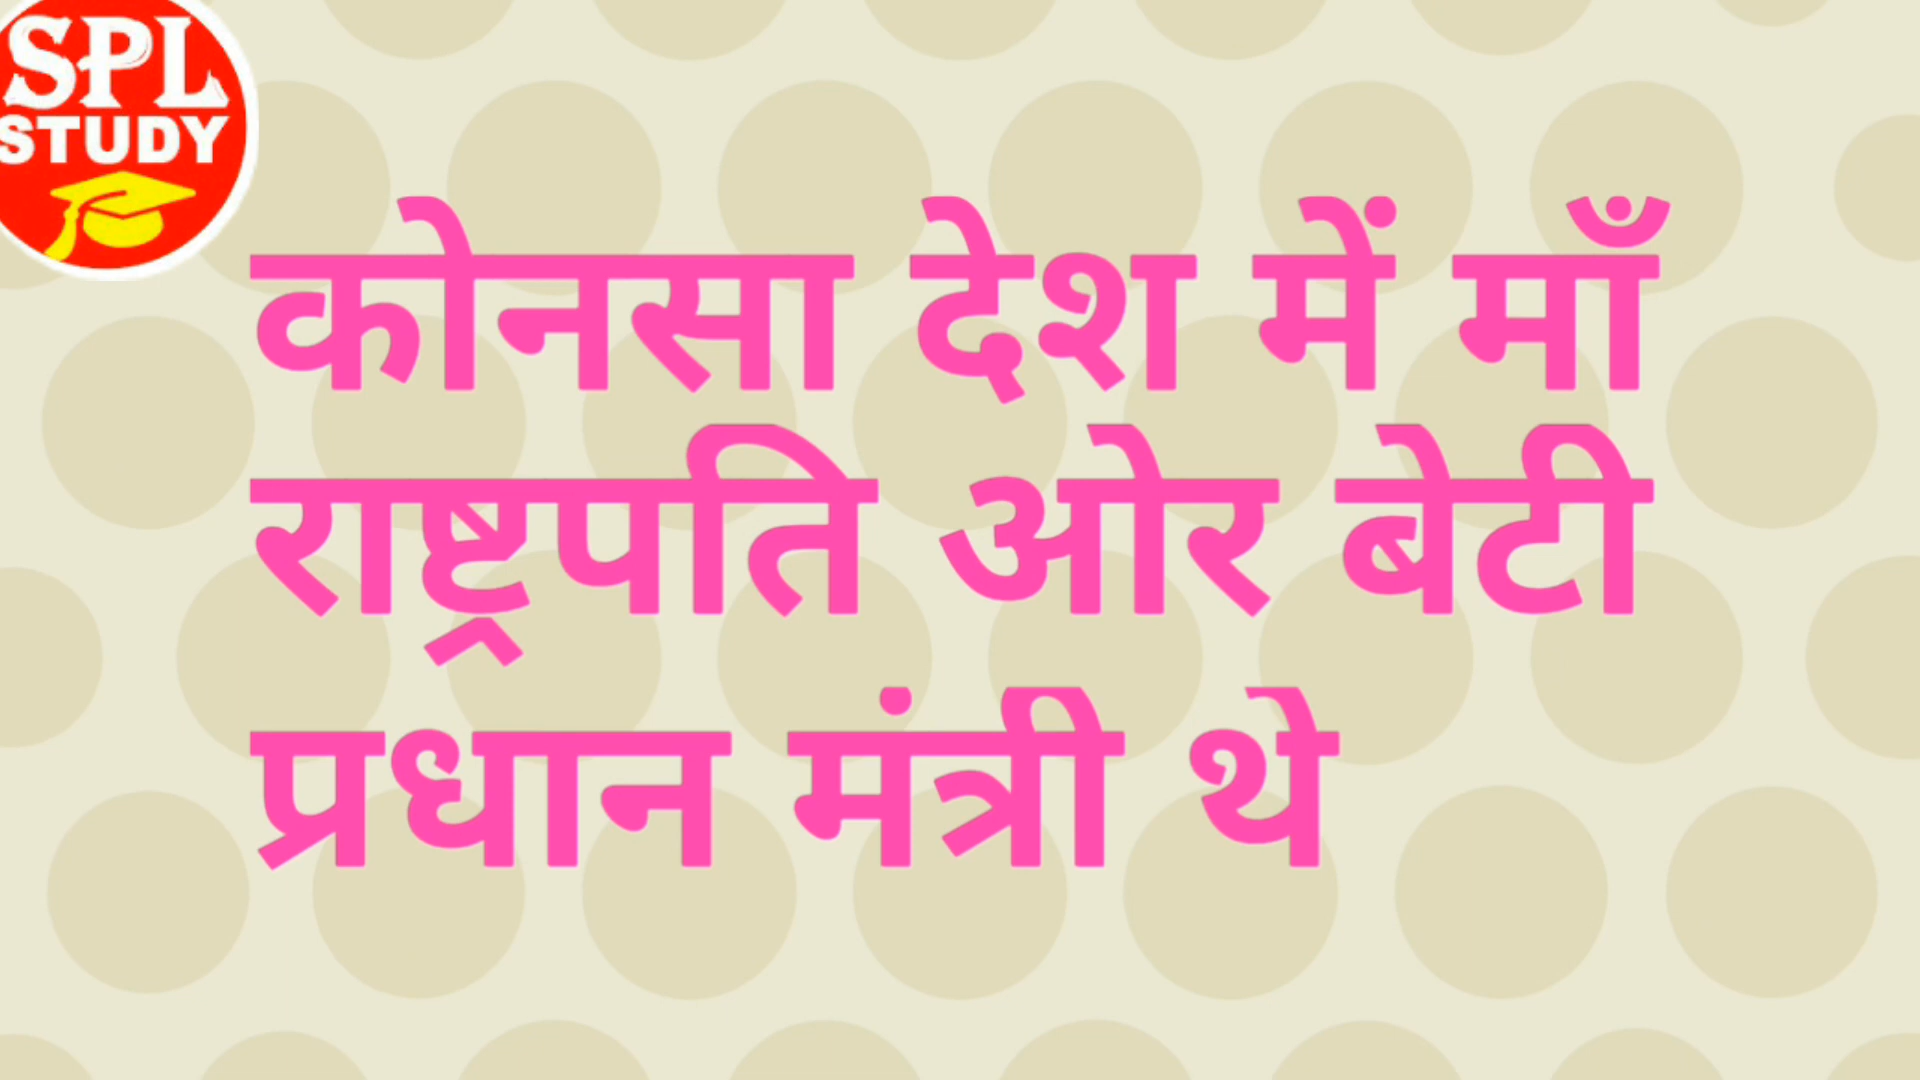 SPL
STUDY
कोनसा देश में माँ
राष्ट्रपति ओर बेटी
प्रधान मंत्री थे